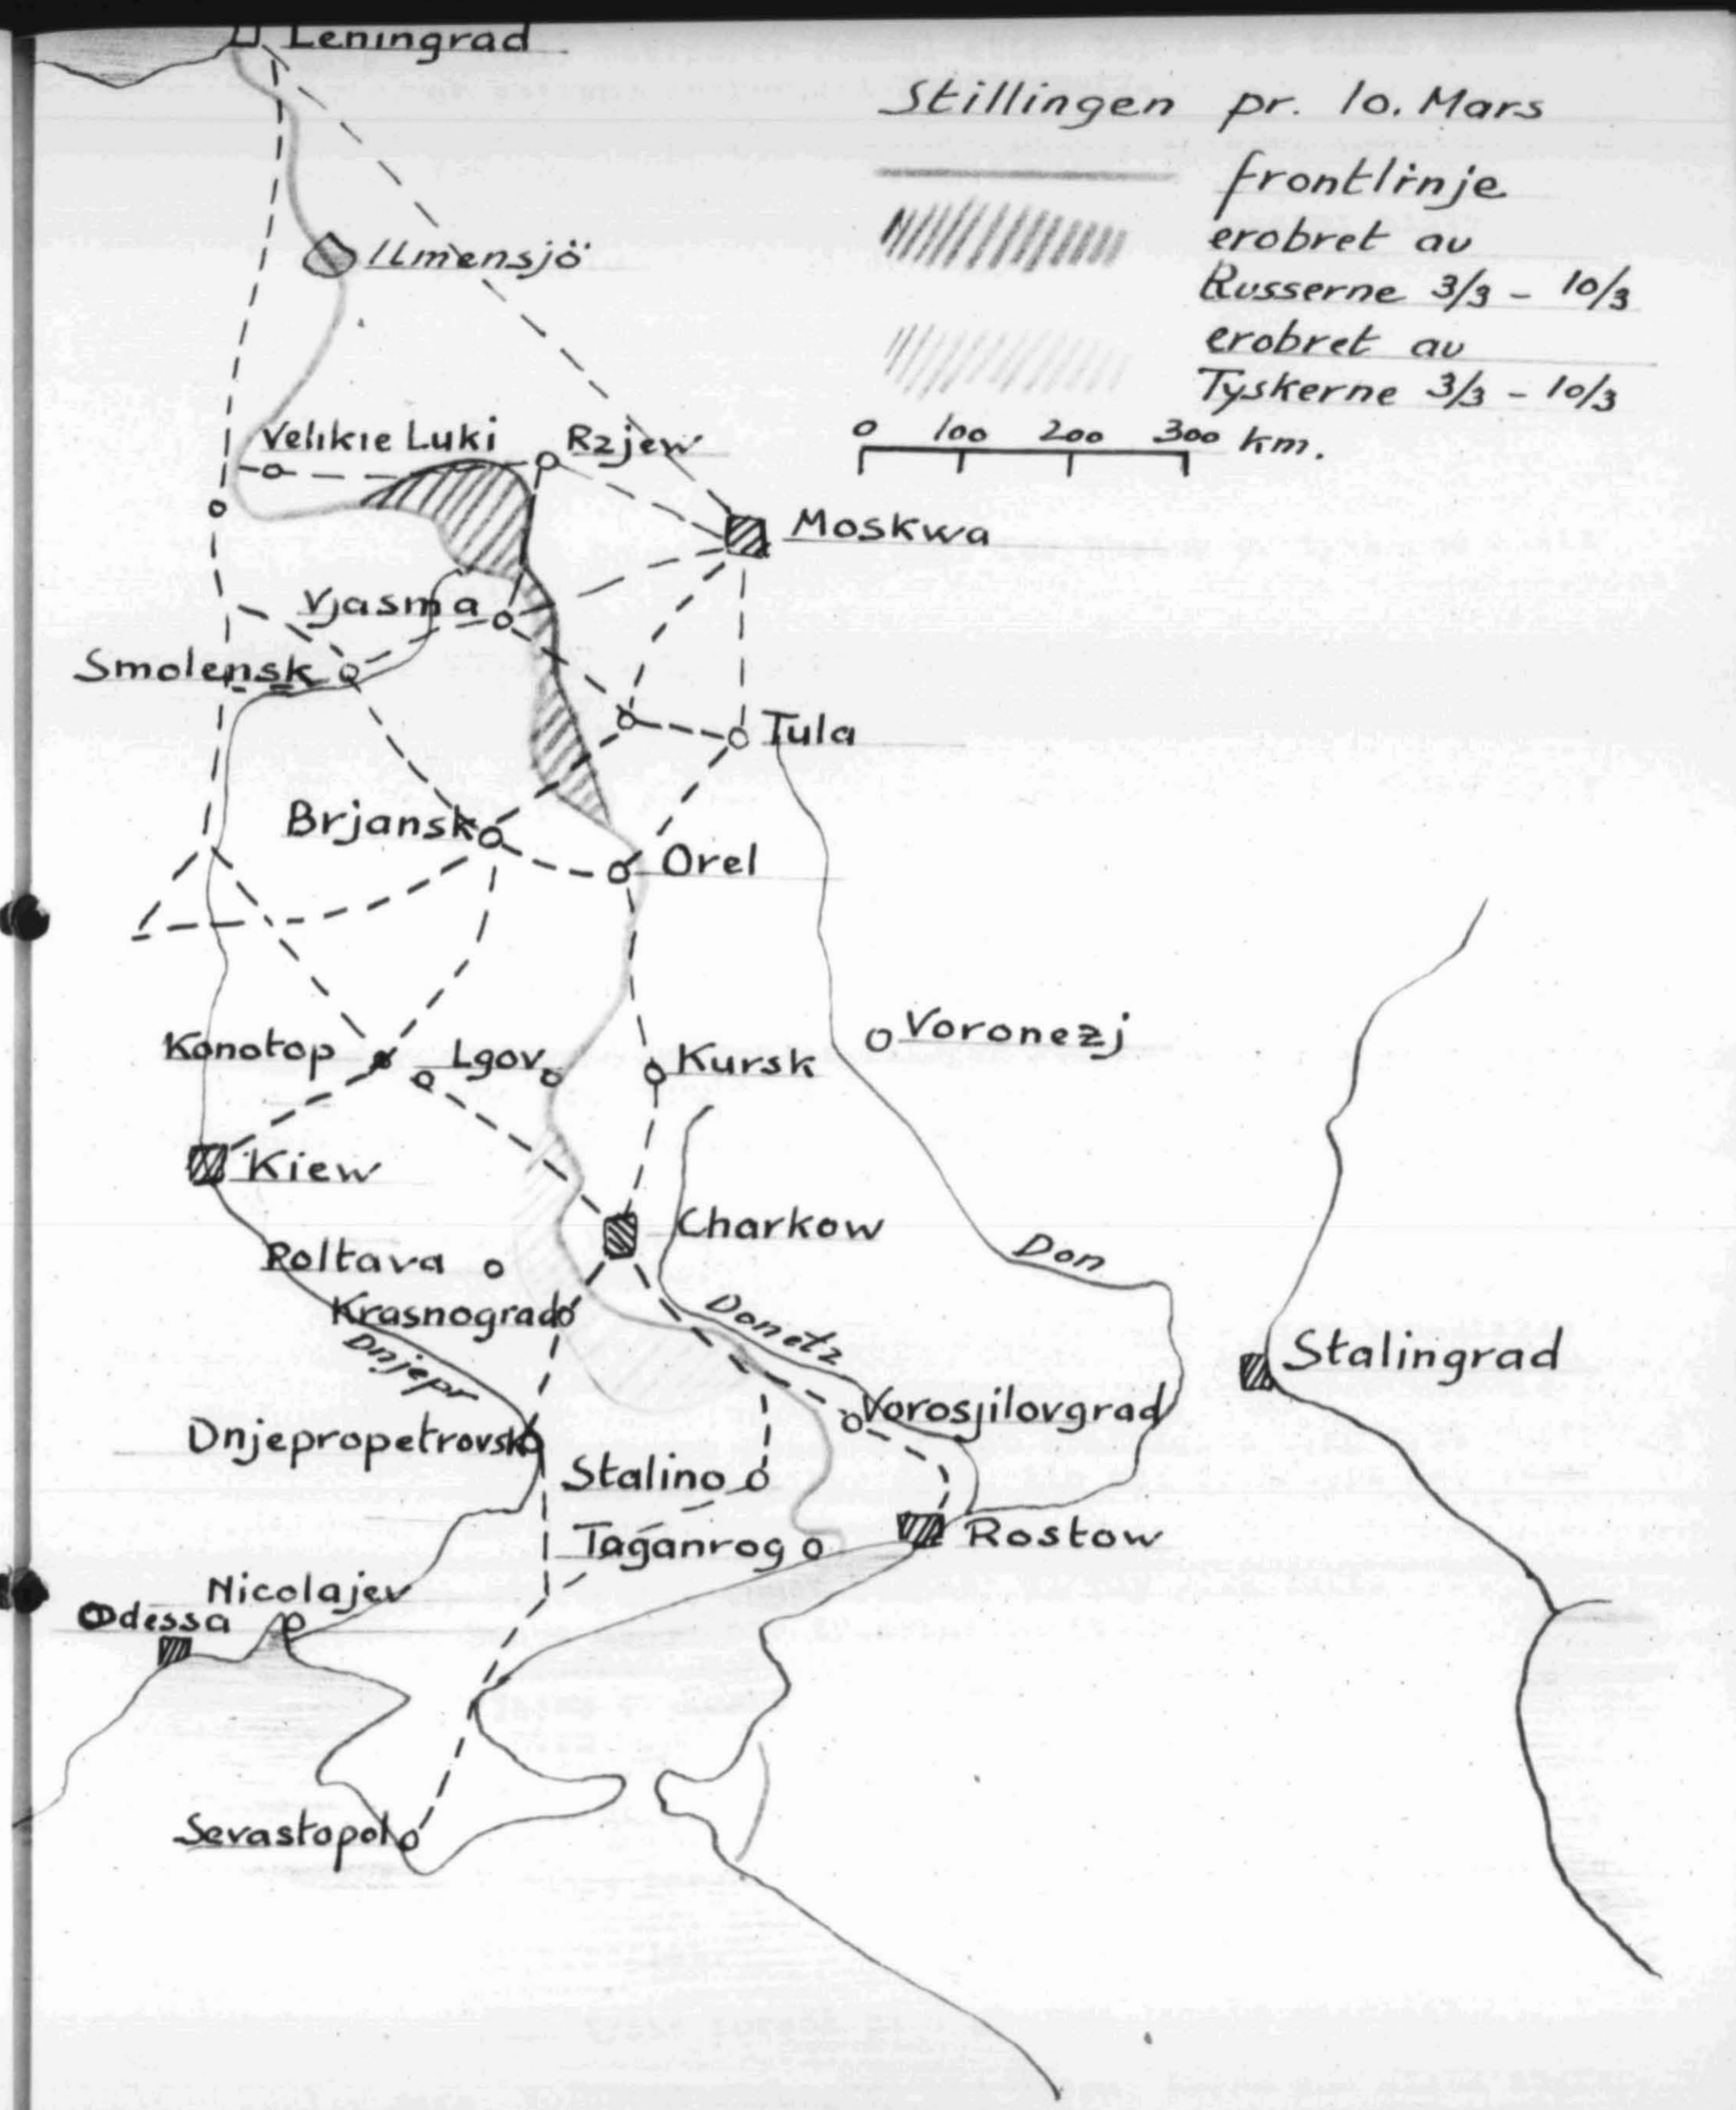 Leningrad
Stillingen pr. 10. Mars
frontlinje
erobret av
Russerne 3/3 - 10/3
erobret av
Tyskerne 3/3 - 10/3
0 100 200 300 km.
Ilmensjö
Velikie Luki
Rzjew
Moskwa
Vjasma
Smolensk
Tula
Brjansk
Orel
Voronezj
Konotop
Lgov
Kursk
Kiew
Charkow
Poltava
Don
Krasnograd
Donetz
Dnjepr
Stalingrad
Vorosjilovgrad
Dnjepropetrovsk
Stalino
Taganrog
Rostow
Nicolajev
Odessa
Sevastopol